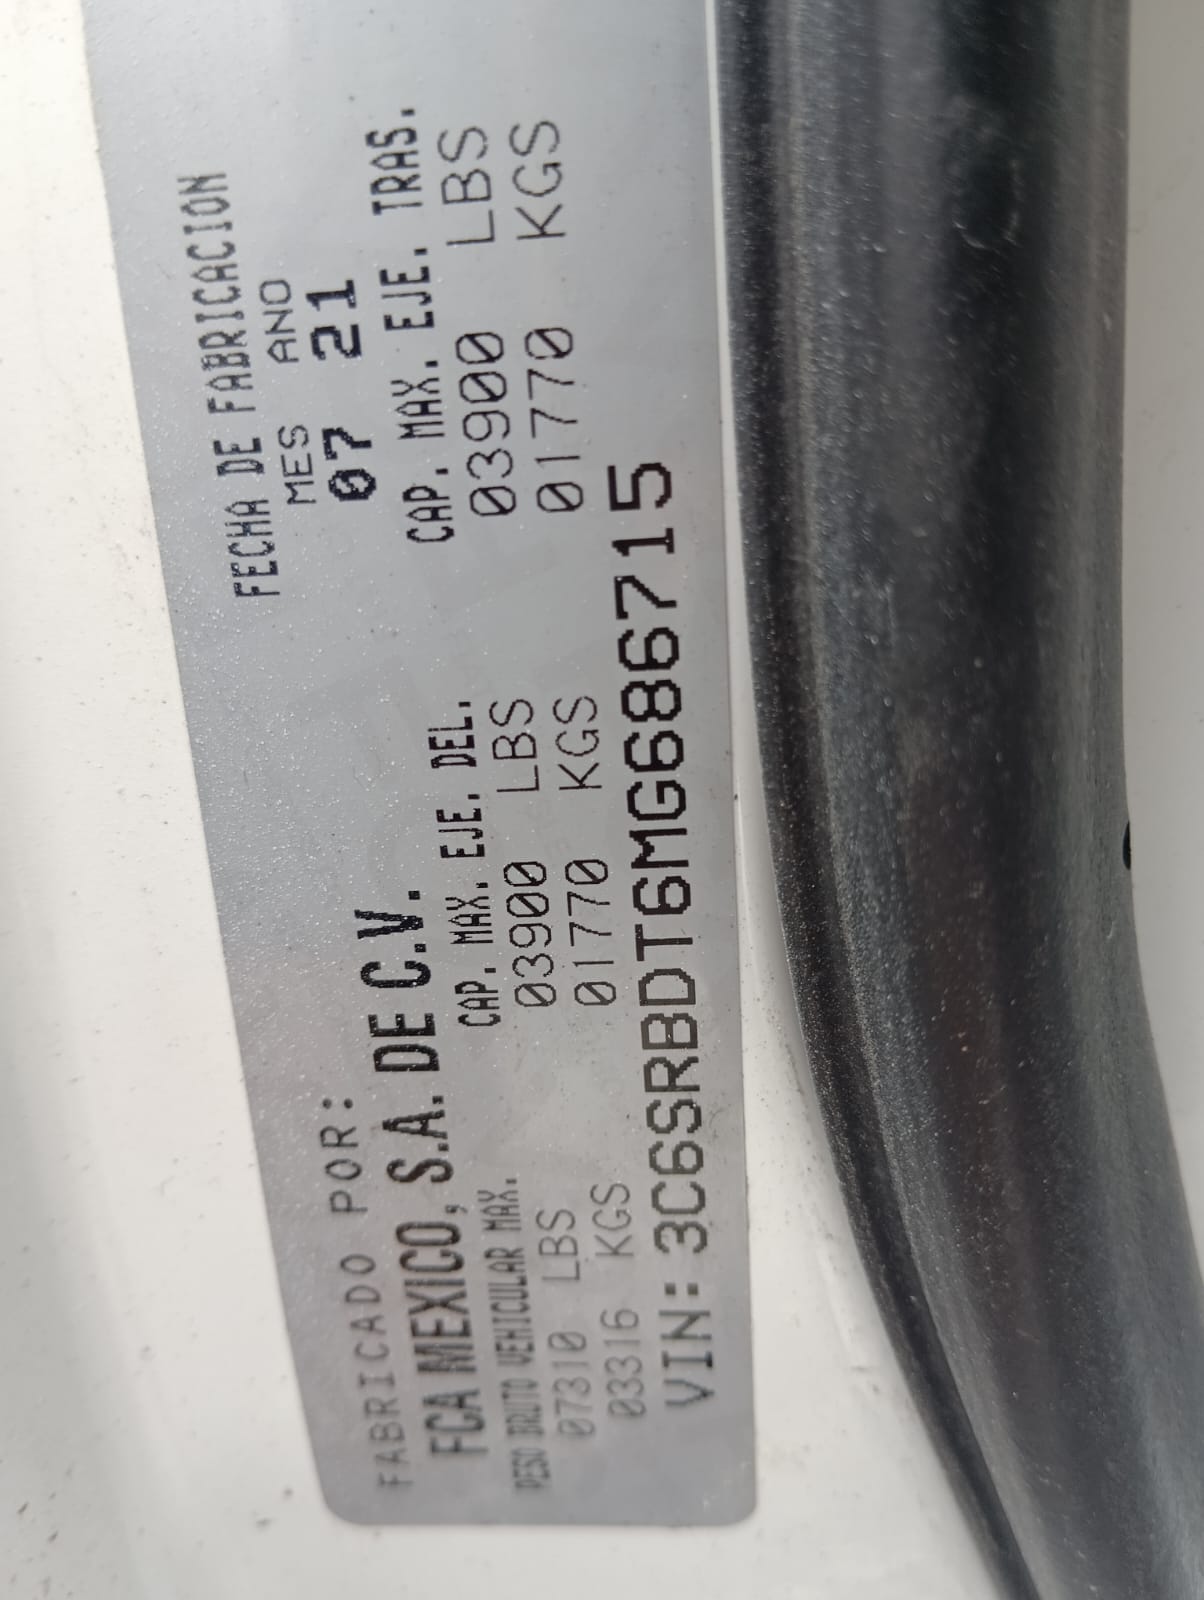 FECHA DE FABRICACION
MES ANO
07 21
FABRICADO POR:
FCA MEXICO, S.A. DE C.V.
PESO BRUTO VEHICULAR MAX. CAP. MAX. EJE. DEL. CAP. MAX. EJE. TRAS.
07310 LBS 03900 LBS 03900 LBS
03316 KGS 01770 KGS 01770 KGS
VIN: 3C6SRBDT6MG686715